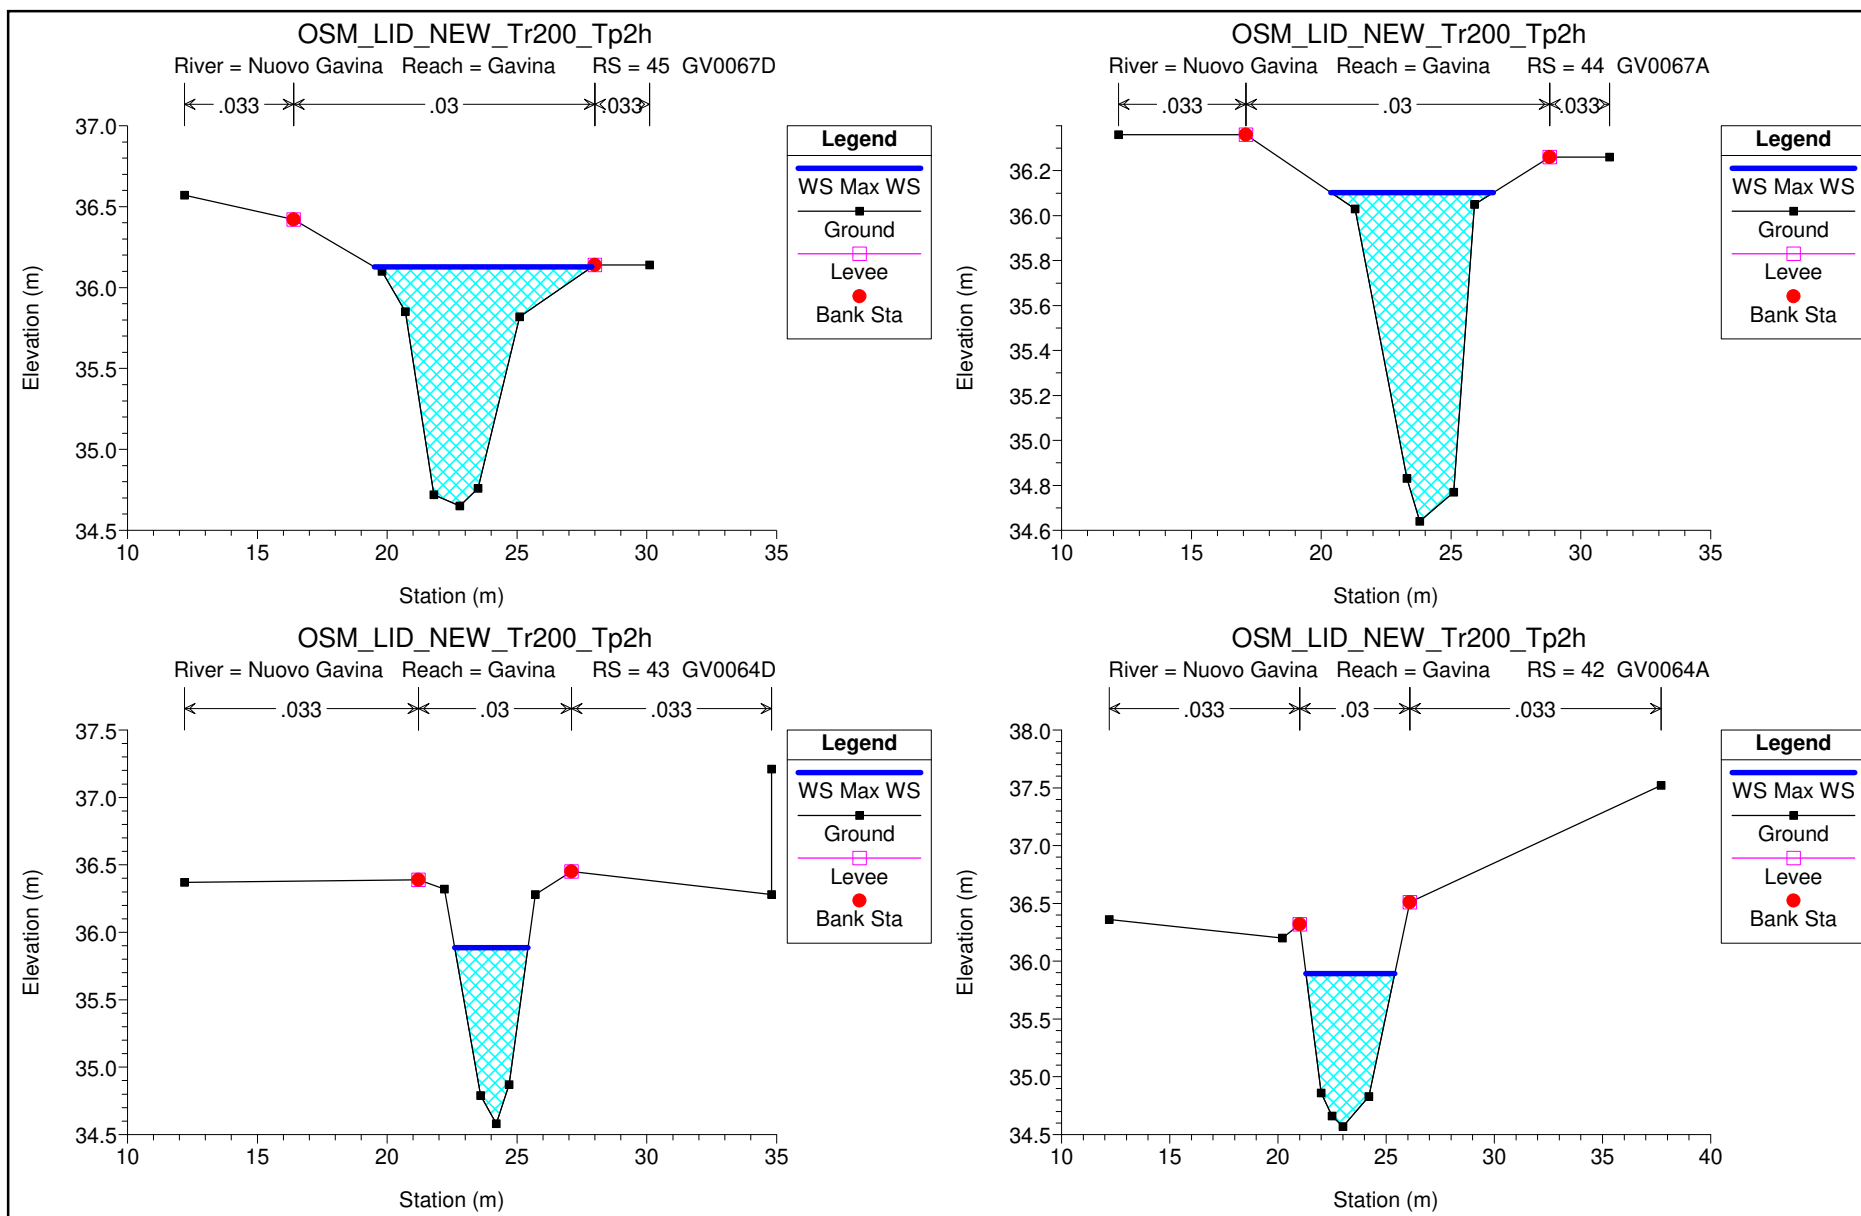 OSM_LID_NEW_Tr200_Tp2h
River = Nuovo Gavina Reach = Gavina RS = 45 GV0067D
.033 .03 .033
37.0
36.5
36.0
35.5
35.0
34.5
10 15 20 25 30 35
Station (m)
Elevation (m)
Legend
WS Max WS
Ground
Levee
Bank Sta
OSM_LID_NEW_Tr200_Tp2h
River = Nuovo Gavina Reach = Gavina RS = 44 GV0067A
.033 .03 .033
36.2
36.0
35.8
35.6
35.4
35.2
35.0
34.8
34.6
10 15 20 25 30 35
Station (m)
Elevation (m)
Legend
WS Max WS
Ground
Levee
Bank Sta
OSM_LID_NEW_Tr200_Tp2h
River = Nuovo Gavina Reach = Gavina RS = 43 GV0064D
.033 .03 .033
37.5
37.0
36.5
36.0
35.5
35.0
34.5
10 15 20 25 30 35
Station (m)
Elevation (m)
Legend
WS Max WS
Ground
Levee
Bank Sta
OSM_LID_NEW_Tr200_Tp2h
River = Nuovo Gavina Reach = Gavina RS = 42 GV0064A
.033 .03 .033
38.0
37.5
37.0
36.5
36.0
35.5
35.0
34.5
10 15 20 25 30 35 40
Station (m)
Elevation (m)
Legend
WS Max WS
Ground
Levee
Bank Sta